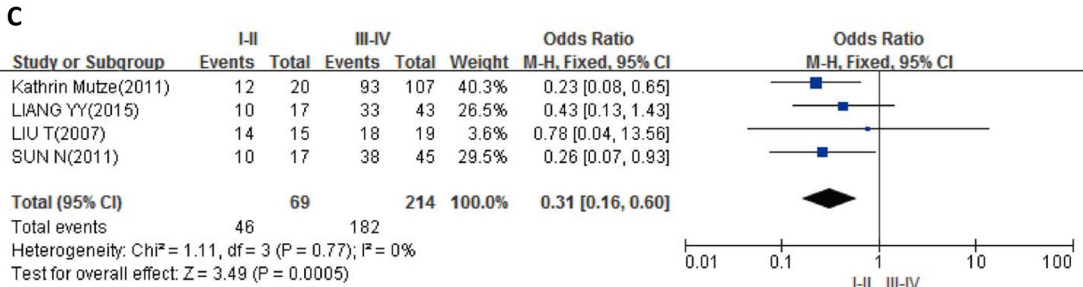 C
I-II III-IV Odds Ratio Odds Ratio
Study or Subgroup Events Total Events Total Weight M-H, Fixed, 95% CI M-H, Fixed, 95% CI
Kathrin Mutze(2011) 12 20 93 107 40.3% 0.23 [0.08, 0.65]
LIANG YY(2015) 10 17 33 43 26.5% 0.43 [0.13, 1.43]
LIU T(2007) 14 15 18 19 3.6% 0.78 [0.04, 13.56]
SUN N(2011) 10 17 38 45 29.5% 0.26 [0.07, 0.93]
Total (95% CI) 69 214 100.0% 0.31 [0.16, 0.60]
Total events 46 182
Heterogeneity: Chi² = 1.11, df = 3 (P = 0.77); I² = 0%
Test for overall effect: Z = 3.49 (P = 0.0005)
0.01 0.1 1 10 100
I-II III-IV